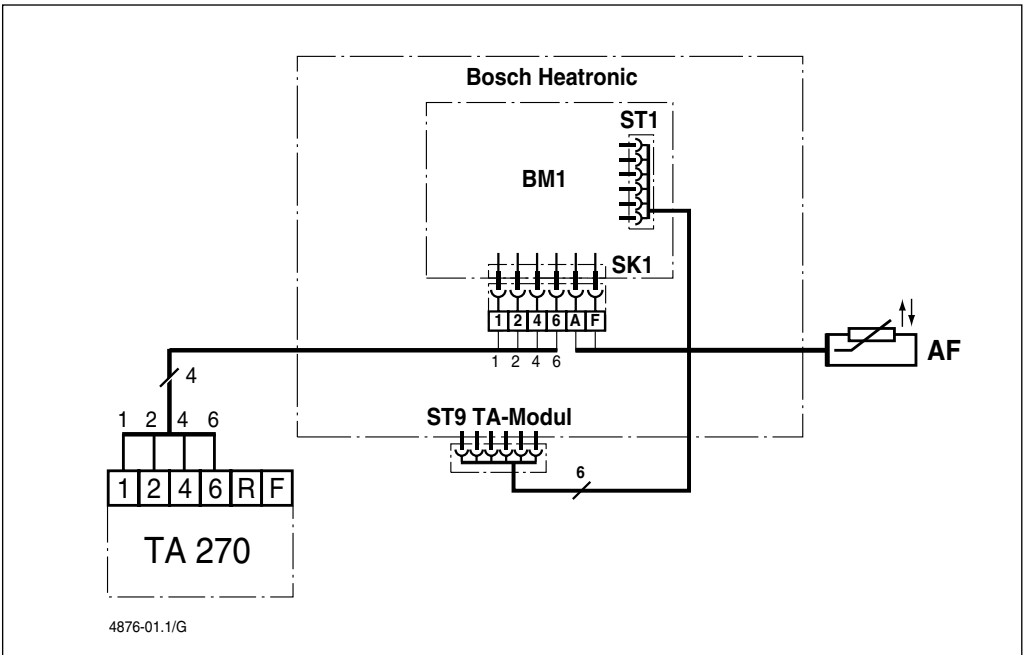 Bosch Heatronic
ST1
BM1
SK1
1 2 4 6 A F
1 2 4 6
AF
4
ST9 TA-Modul
1 2 4 6
6
1 2 4 6 R F
TA 270
4876-01.1/G